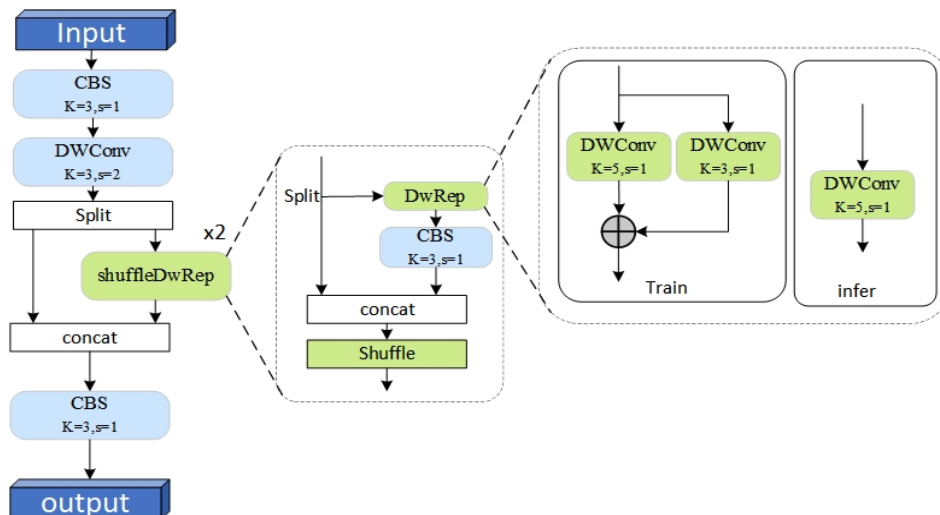 Input
CBS
K=3,s=1
DWConv
K=3,s=2
Split
x2
shuffleDwRep
concat
CBS
K=3,s=1
output
Split
DwRep
CBS
K=3,s=1
concat
Shuffle
DWConv
K=5,s=1
DWConv
K=3,s=1
Train
DWConv
K=5,s=1
infer